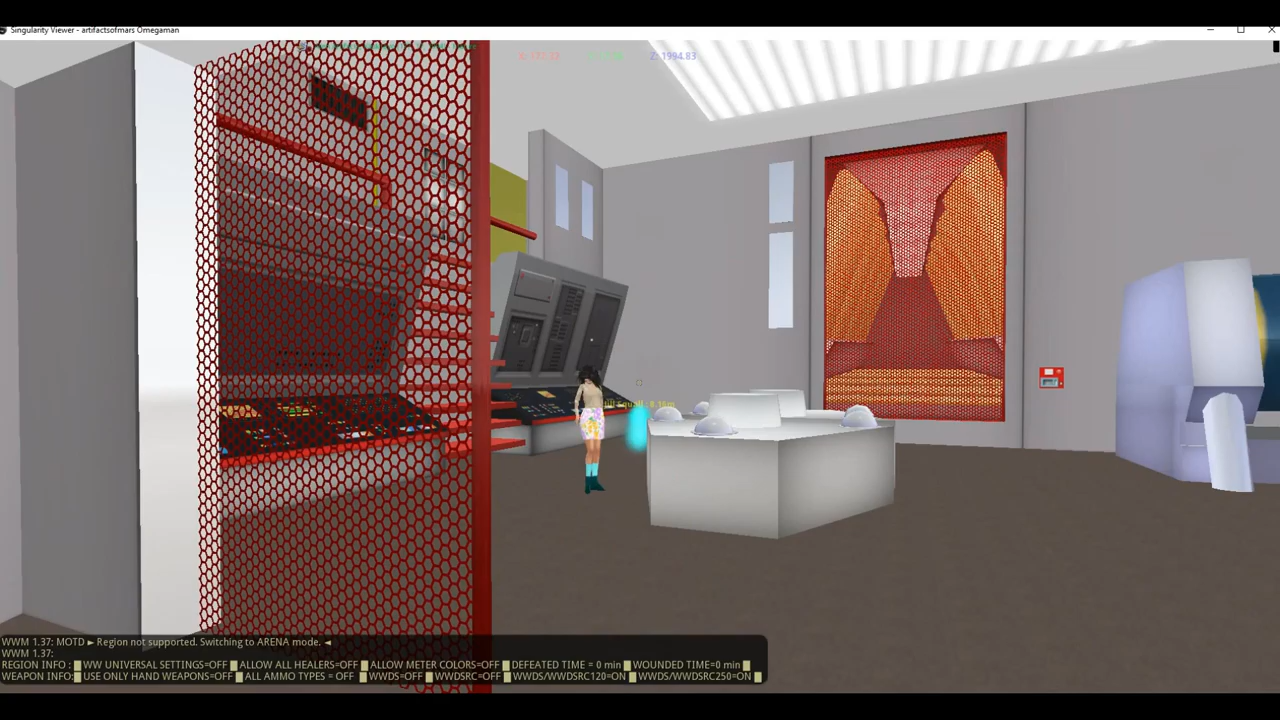 Singularity Viewer - artifactsofmars Omegaman
Z: 1994.83
WWM 1.37: MOTD ► Region not supported. Switching to ARENA mode. ◄
WWM 1.37:
REGION INFO : █ WW UNIVERSAL SETTINGS=OFF █ ALLOW ALL HEALERS=OFF █ ALLOW METER COLORS=OFF █ DEFEATED TIME = 0 min █ WOUNDED TIME=0 min █
WEAPON INFO:█ USE ONLY HAND WEAPONS=OFF █ ALL AMMO TYPES = OFF █ WWDS=OFF █ WWDSRC=OFF █ WWDS/WWDSRC120=ON █ WWDS/WWDSRC250=ON █